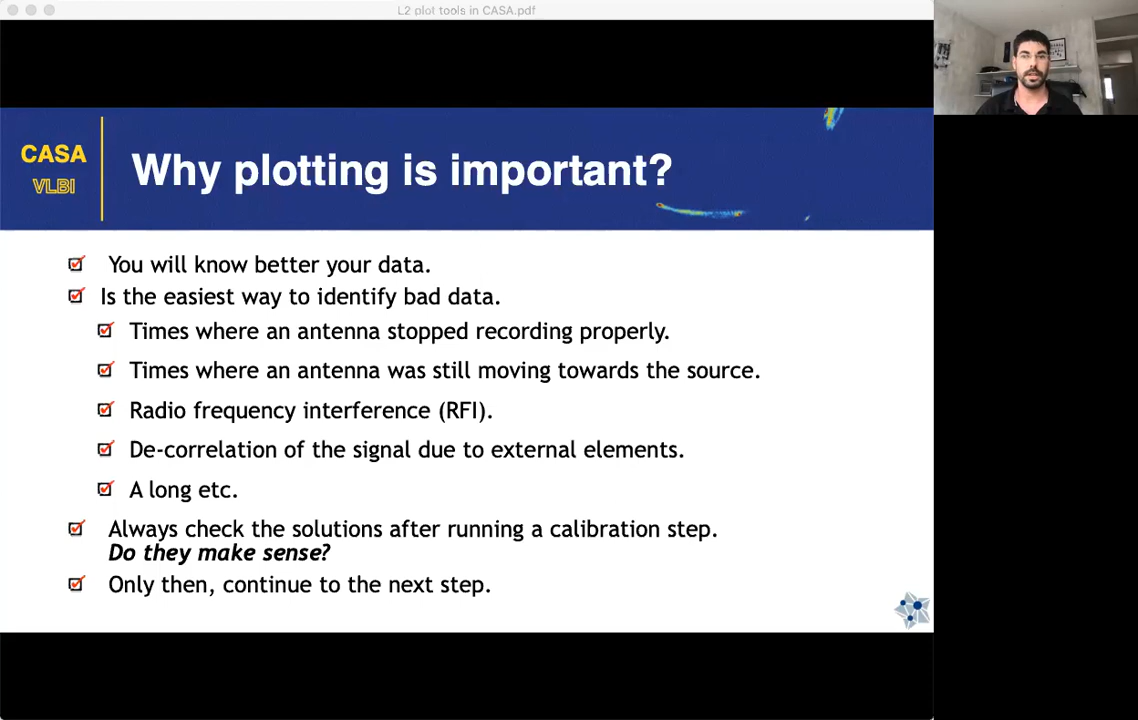 L2 plot tools in CASA.pdf
CASA
VLBI
Why plotting is important?
You will know better your data.
Is the easiest way to identify bad data.
Times where an antenna stopped recording properly.
Times where an antenna was still moving towards the source.
Radio frequency interference (RFI).
De-correlation of the signal due to external elements.
A long etc.
Always check the solutions after running a calibration step.
Do they make sense?
Only then, continue to the next step.